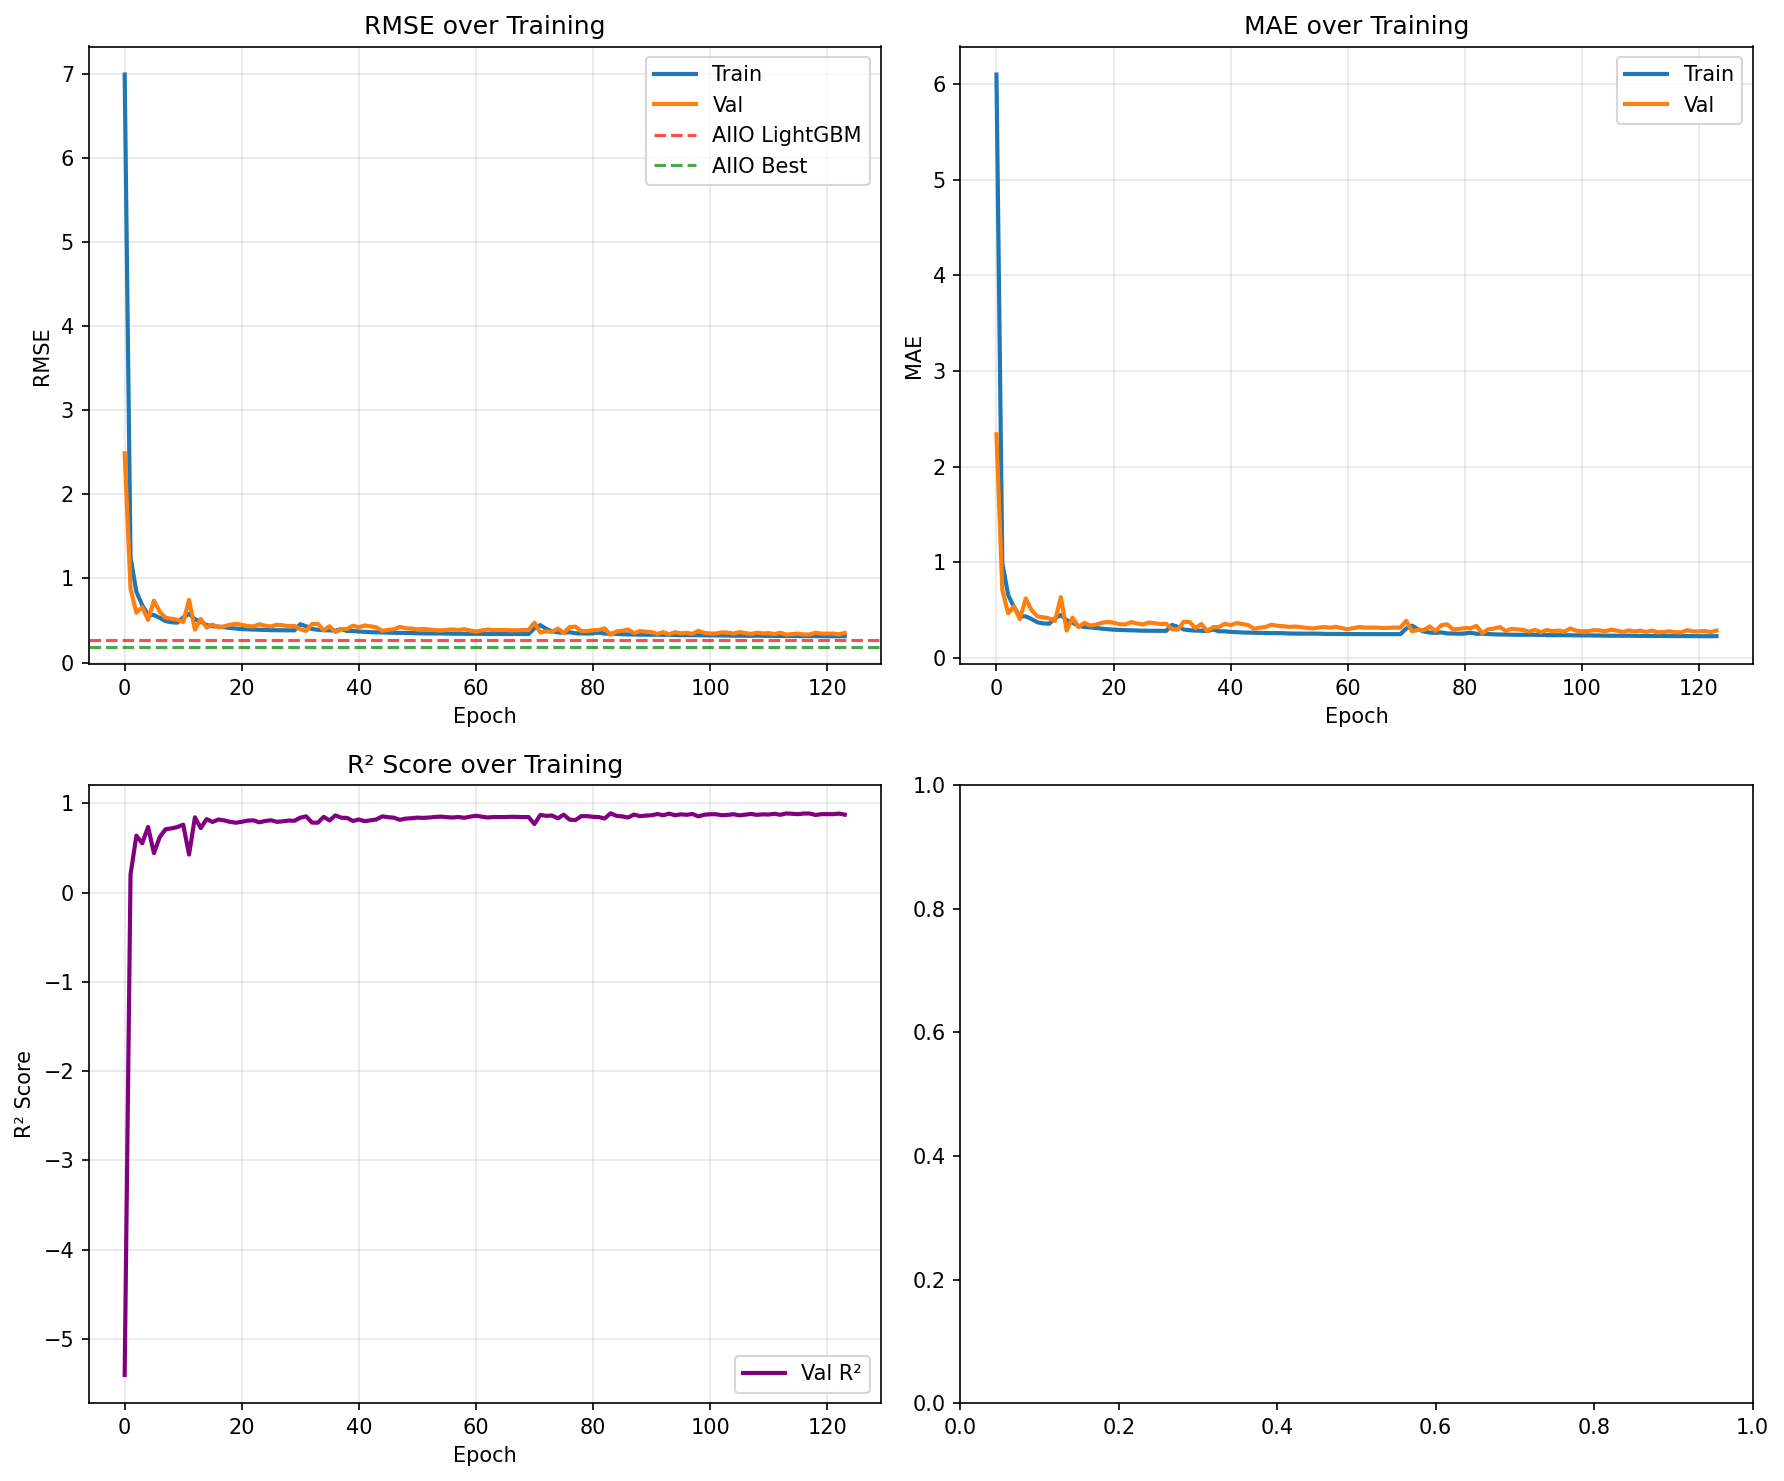 RMSE over Training
RMSE
7
6
5
4
3
2
1
0
Train
Val
AIIO LightGBM
AIIO Best
0 20 40 60 80 100 120
Epoch
MAE over Training
MAE
6
5
4
3
2
1
0
Train
Val
0 20 40 60 80 100 120
Epoch
R² Score over Training
R² Score
1
0
−1
−2
−3
−4
−5
Val R²
0 20 40 60 80 100 120
Epoch
1.0
0.8
0.6
0.4
0.2
0.0
0.0 0.2 0.4 0.6 0.8 1.0